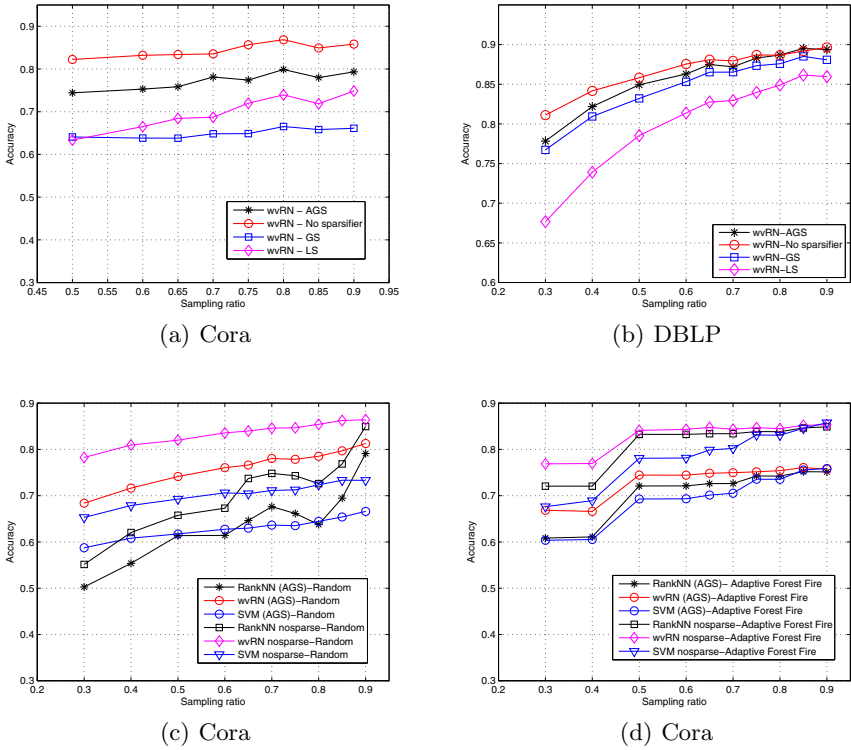 0.9
0.8
0.7
0.6
0.5
0.4
0.3
Accuracy
wvRN – AGS
wvRN – No sparsifier
wvRN – GS
wvRN – LS
0.45 0.5 0.55 0.6 0.65 0.7 0.75 0.8 0.85 0.9 0.95
Sampling ratio
(a) Cora
0.9
0.85
0.8
0.75
0.7
0.65
0.6
Accuracy
wvRN–AGS
wvRN–No sparsifier
wvRN–GS
wvRN–LS
0.2 0.3 0.4 0.5 0.6 0.7 0.8 0.9
Sampling ratio
(b) DBLP
0.9
0.8
0.7
0.6
0.5
0.4
0.3
Accuracy
RankNN (AGS)–Random
wvRN (AGS)–Random
SVM (AGS)–Random
RankNN nosparse–Random
wvRN nosparse–Random
SVM nosparse–Random
0.2 0.3 0.4 0.5 0.6 0.7 0.8 0.9
Sampling ratio
(c) Cora
0.9
0.8
0.7
0.6
0.5
0.4
0.3
Accuracy
RankNN (AGS)– Adaptive Forest Fire
wvRN (AGS)–Adaptive Forest Fire
SVM (AGS)–Adaptive Forest Fire
RankNN nosparse–Adaptive Forest Fire
wvRN nosparse–Adaptive Forest Fire
SVM nosparse–Adaptive Forest Fire
0.2 0.3 0.4 0.5 0.6 0.7 0.8 0.9
Sampling ratio
(d) Cora